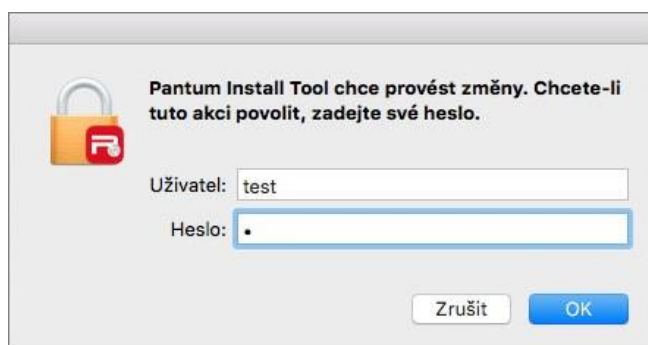 Pantum Install Tool chce provést změny. Chcete-li
tuto akci povolit, zadejte své heslo.
Uživatel: test
Heslo: •
Zrušit OK